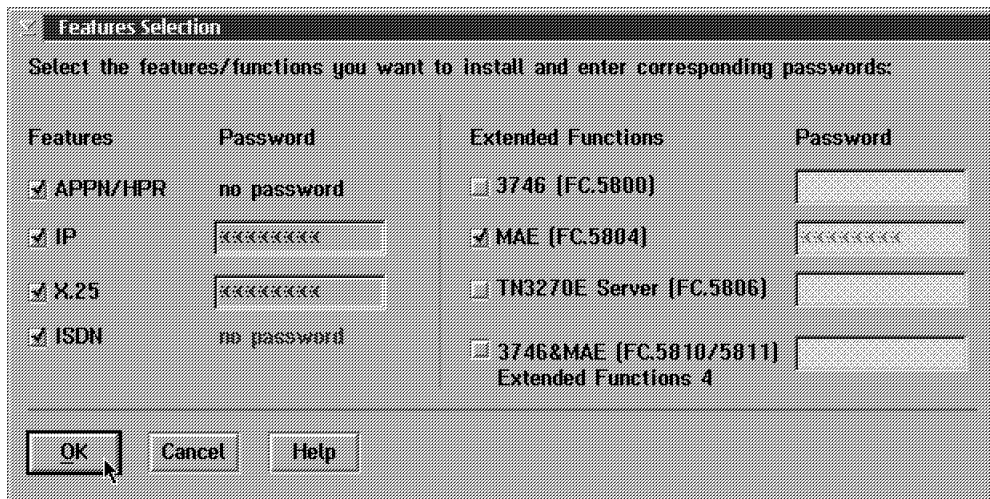 Features Selection
Select the features/functions you want to install and enter corresponding passwords:
Features Password Extended Functions Password
APPN/HPR no password 3746 (FC.5800)
IP ******** MAE (FC.5804) ********
X.25 ******** TN3270E Server (FC.5806)
ISDN no password 3746&MAE (FC.5810/5811)
Extended Functions 4
OK Cancel Help